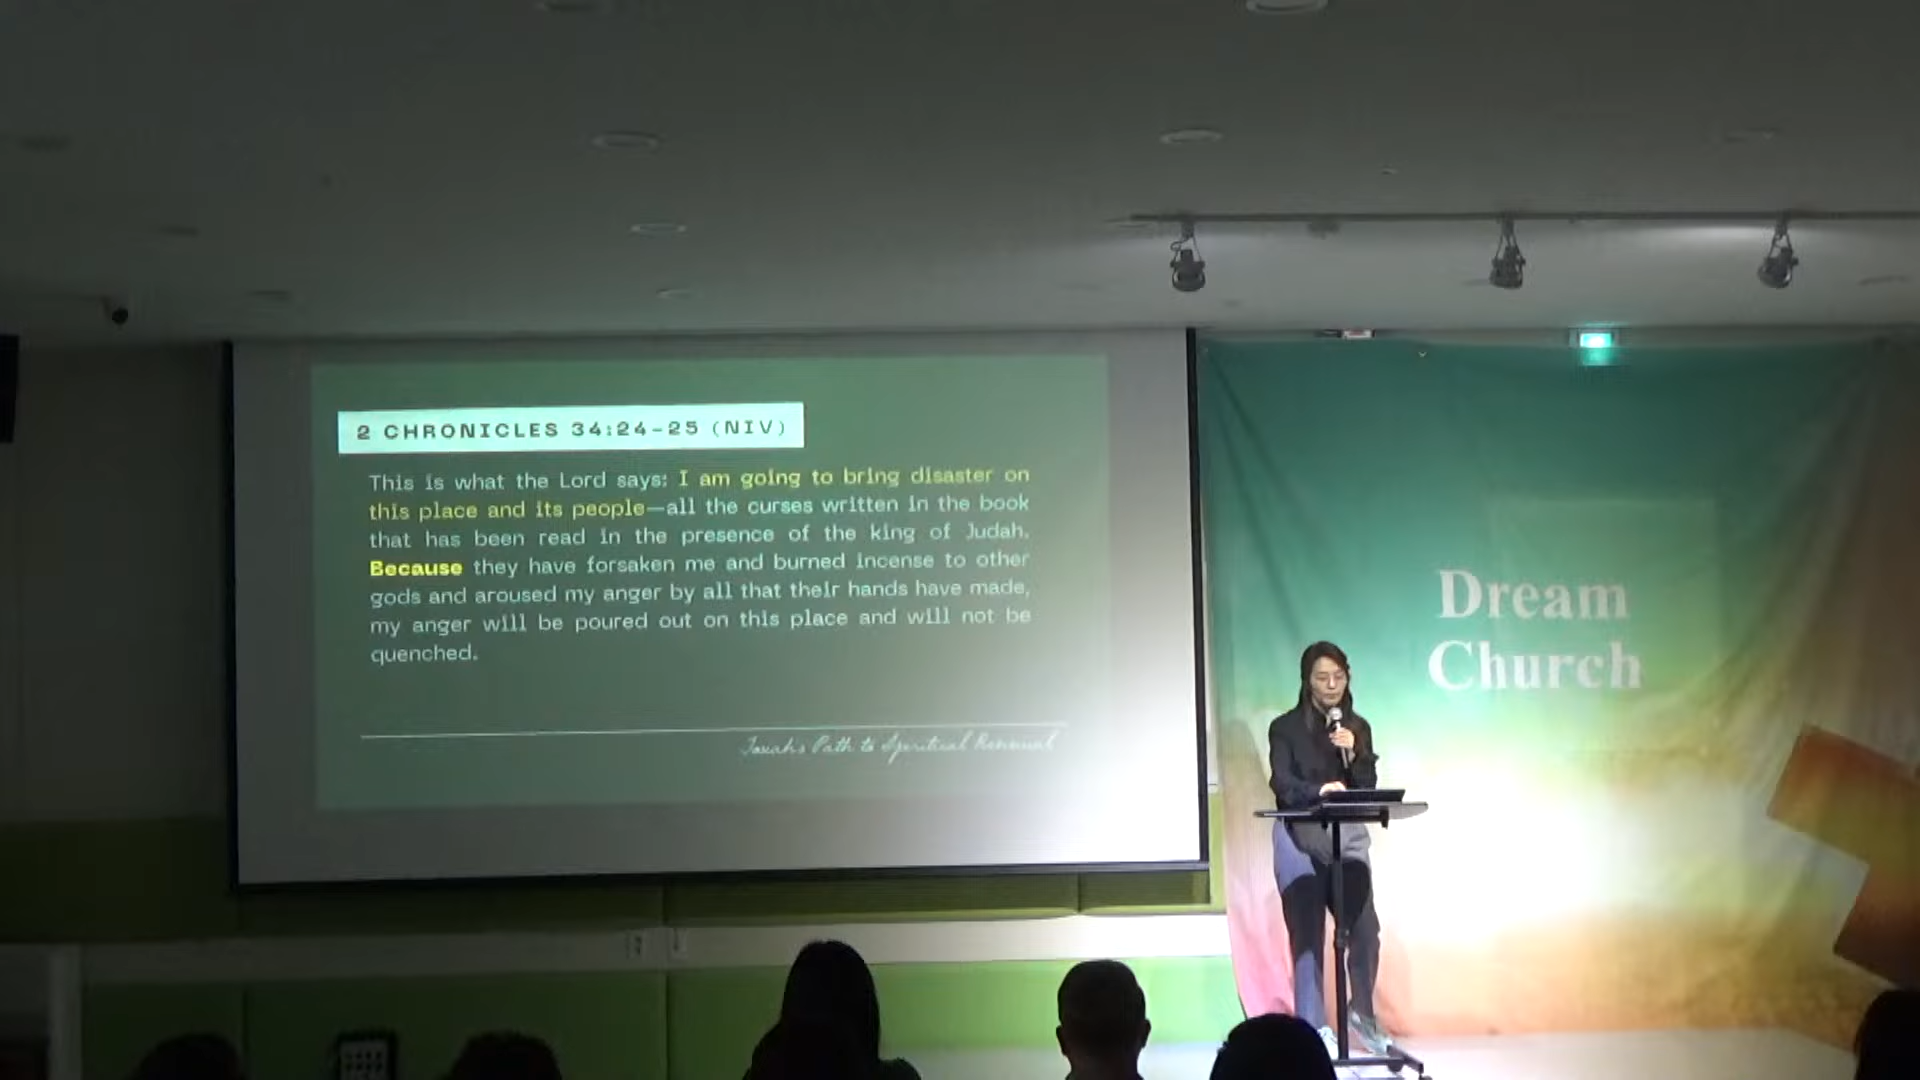 2 CHRONICLES 34:24-25 (NIV)
This is what the Lord says: I am going to bring disaster on
this place and its people—all the curses written in the book
that has been read in the presence of the king of Judah.
Because they have forsaken me and burned incense to other
gods and aroused my anger by all that their hands have made,
my anger will be poured out on this place and will not be
quenched.
Josiah's Path to Spiritual Renewal
Dream
Church